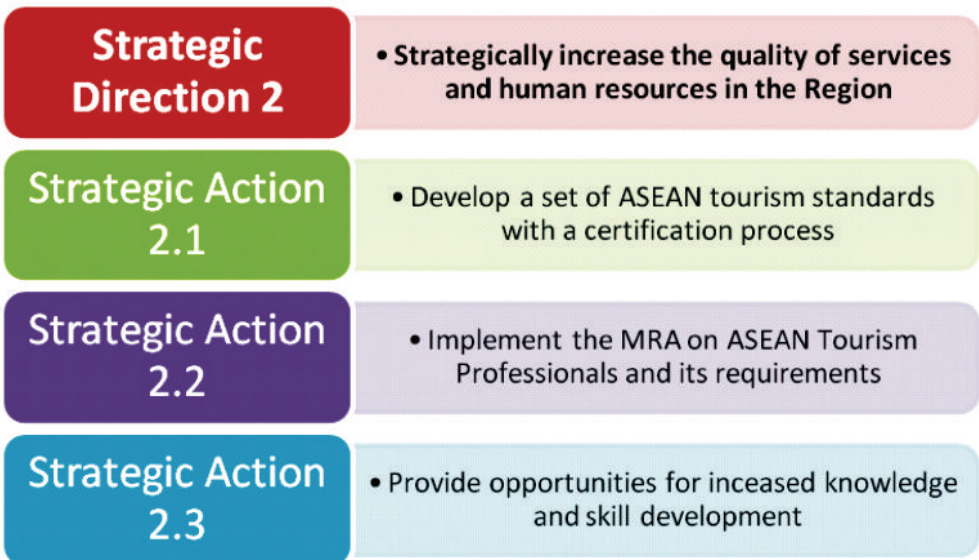 Strategic
Direction 2
• Strategically increase the quality of services
and human resources in the Region
Strategic Action
2.1
• Develop a set of ASEAN tourism standards
with a certification process
Strategic Action
2.2
• Implement the MRA on ASEAN Tourism
Professionals and its requirements
Strategic Action
2.3
• Provide opportunities for inceased knowledge
and skill development